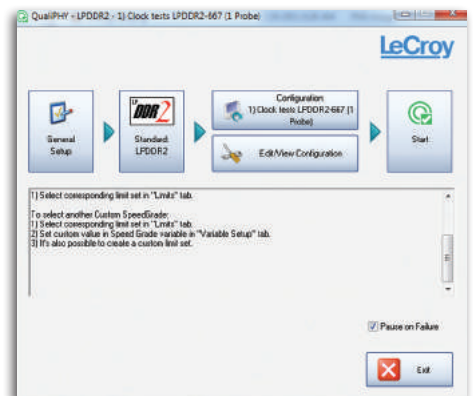 QualiPHY - LPDDR2 - 1) Clock tests LPDDR2-667 (1 Probe)
LeCroy
General
Setup
LP
DDR2
Standard:
LPDDR2
Configuration:
1) Clock tests LPDDR2-667 (1
Probe)
Edit/View Configuration
Start
1) Select corresponding limit set in "Limits" tab.
To select another Custom SpeedGrade:
1) Select corresponding limit set in "Limits" tab.
2) Set custom value in Speed Grade variable in "Variable Setup" tab.
3) It's also possible to create a custom limit set.
Pause on Failure
Exit